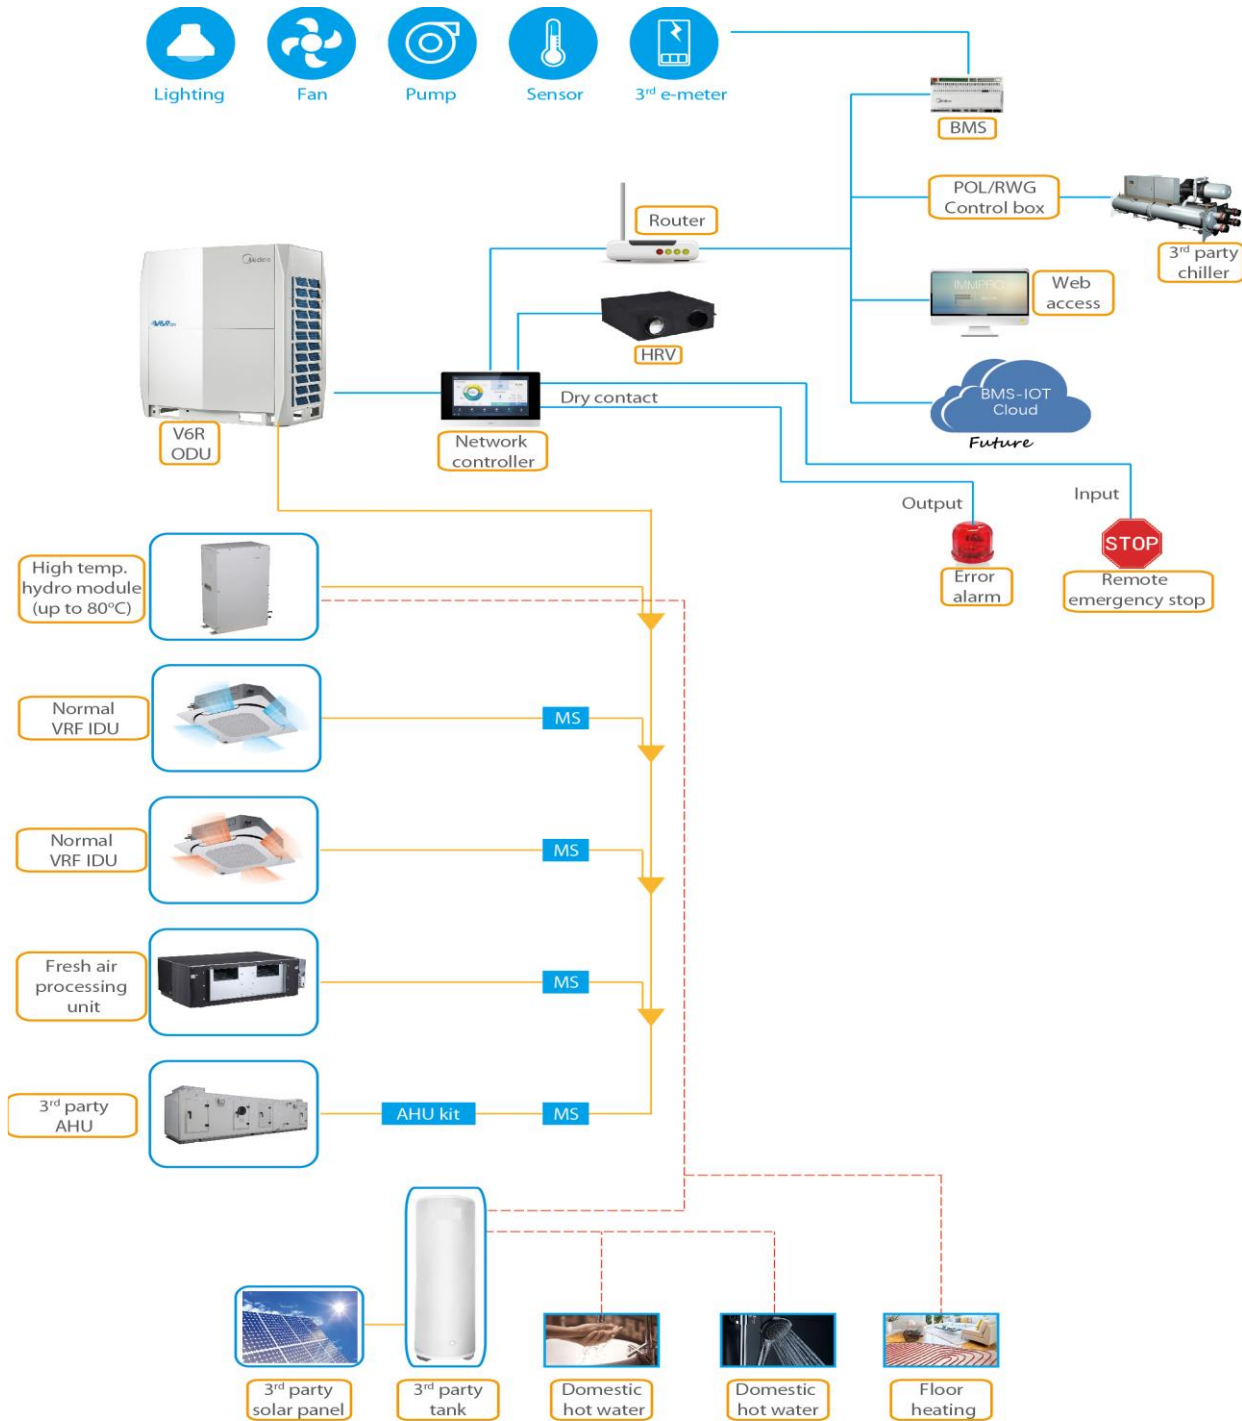 Lighting
Fan
Pump
Sensor
3rd e-meter
BMS
POL/RWG
Control box
3rd party
chiller
Router
Web
access
HRV
Midea
V6R
ODU
Network
controller
Dry contact
BMS-IOT
Cloud
Future
Output
Input
STOP
Error
alarm
Remote
emergency stop
High temp.
hydro module
(up to 80°C)
Normal
VRF IDU
MS
Normal
VRF IDU
MS
Fresh air
processing
unit
MS
3rd party
AHU
AHU kit
MS
3rd party
solar panel
3rd party
tank
Domestic
hot water
Domestic
hot water
Floor
heating